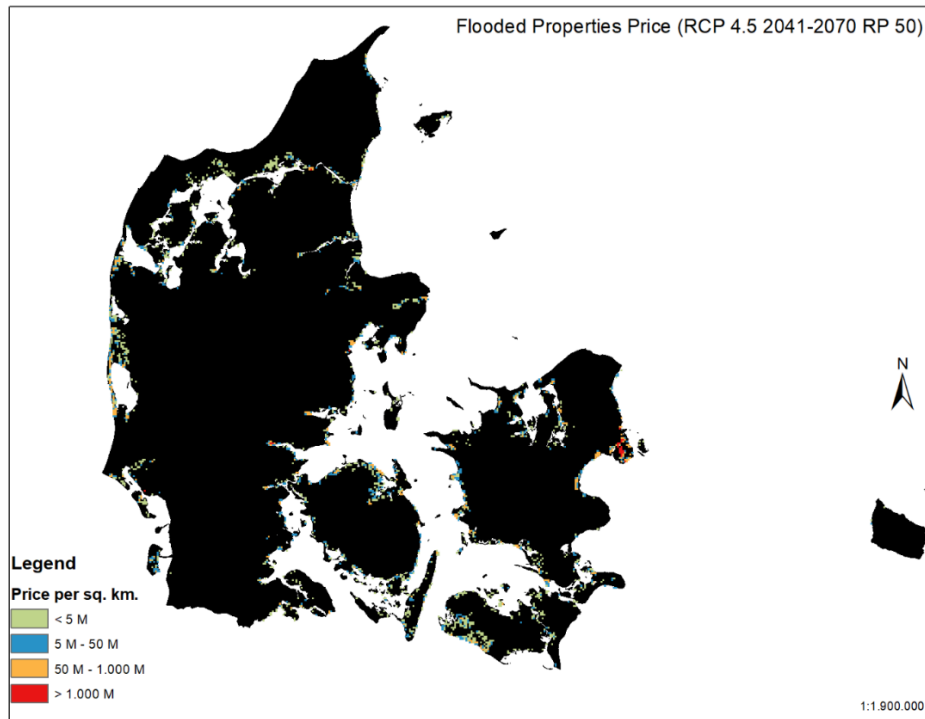 Flooded Properties Price (RCP 4.5 2041-2070 RP 50)
N
Legend
Price per sq. km.
< 5 M
5 M - 50 M
50 M - 1.000 M
> 1.000 M
1:1.900.000